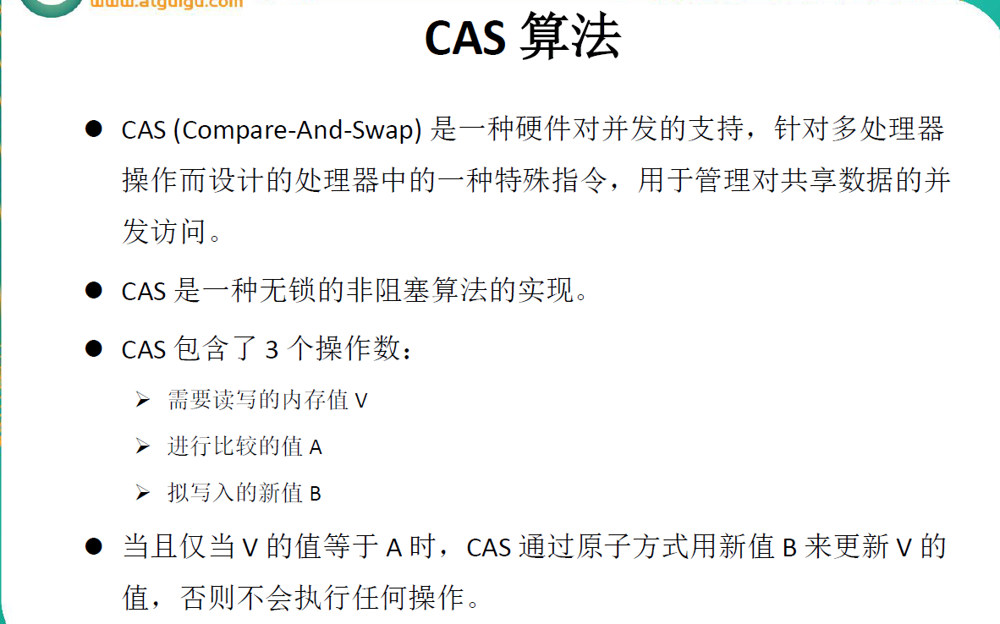 www.atguigu.com
CAS 算法
● CAS (Compare-And-Swap) 是一种硬件对并发的支持，针对多处理器
操作而设计的处理器中的一种特殊指令，用于管理对共享数据的并
发访问。
● CAS 是一种无锁的非阻塞算法的实现。
● CAS 包含了 3 个操作数：
➢ 需要读写的内存值 V
➢ 进行比较的值 A
➢ 拟写入的新值 B
● 当且仅当 V 的值等于 A 时，CAS 通过原子方式用新值 B 来更新 V 的
值，否则不会执行任何操作。